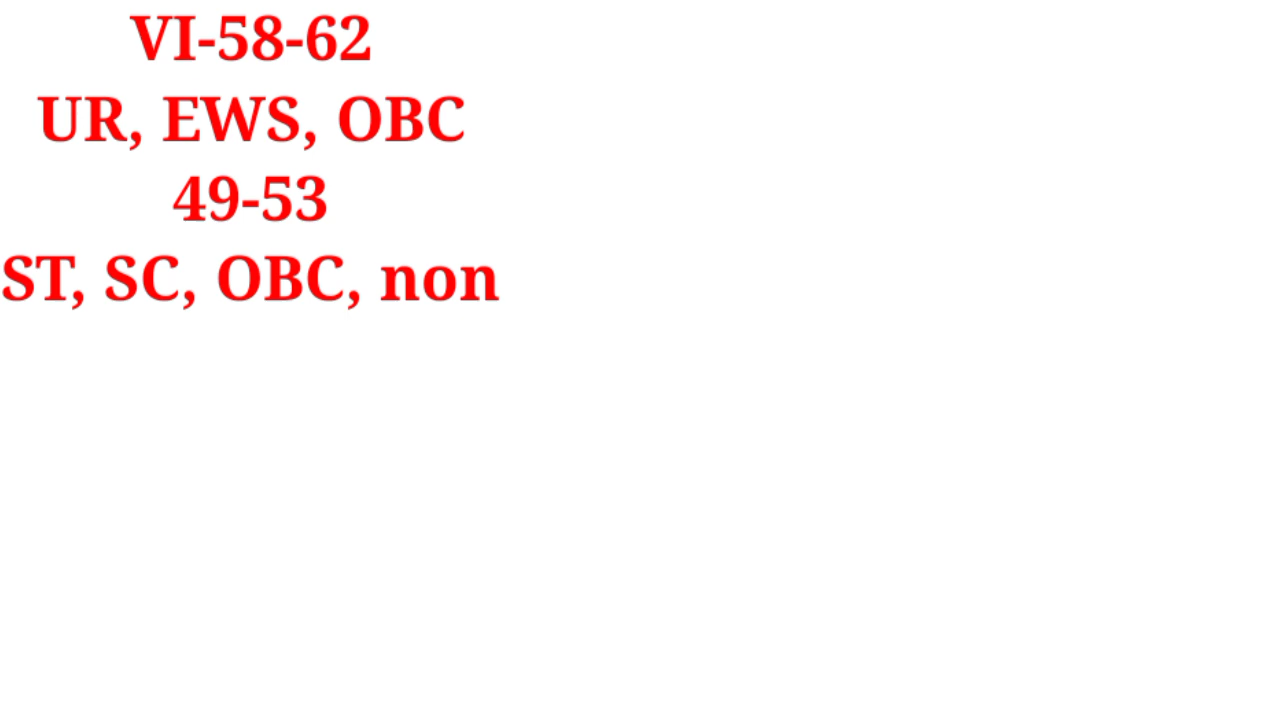 VI-58-62
UR, EWS, OBC
49-53
ST, SC, OBC, non